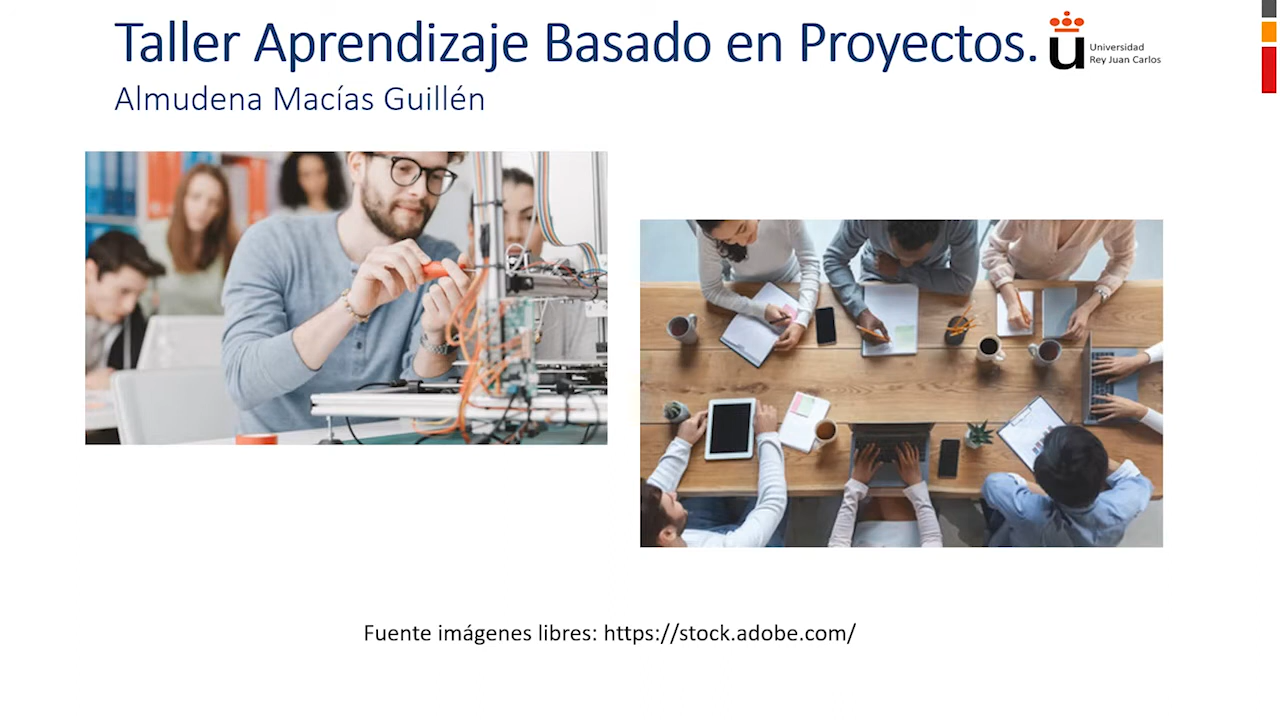 Taller Aprendizaje Basado en Proyectos.
Universidad
Rey Juan Carlos
Almudena Macías Guillén
Fuente imágenes libres: https://stock.adobe.com/